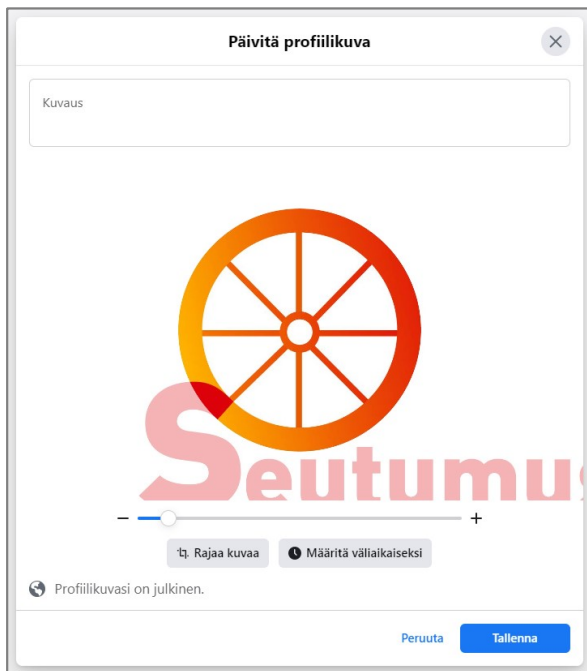 Päivitä profiilikuva
Kuvaus
Seutumus
− +
Rajaa kuvaa Määritä väliaikaiseksi
Profiilikuvasi on julkinen.
Peruuta Tallenna